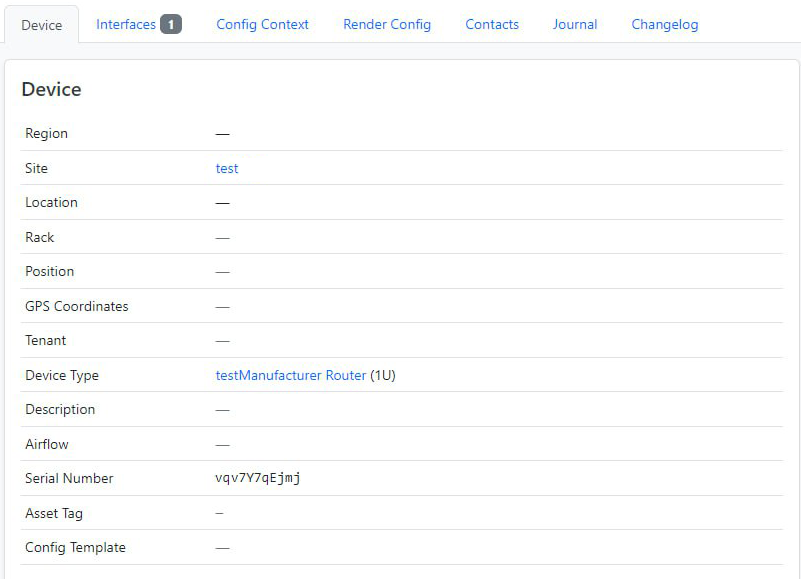 Device Interfaces 1 Config Context Render Config Contacts Journal Changelog
Device
Region —
Site test
Location —
Rack —
Position —
GPS Coordinates —
Tenant —
Device Type testManufacturer Router (1U)
Description —
Airflow —
Serial Number vqv7Y7qEjmj
Asset Tag –
Config Template —